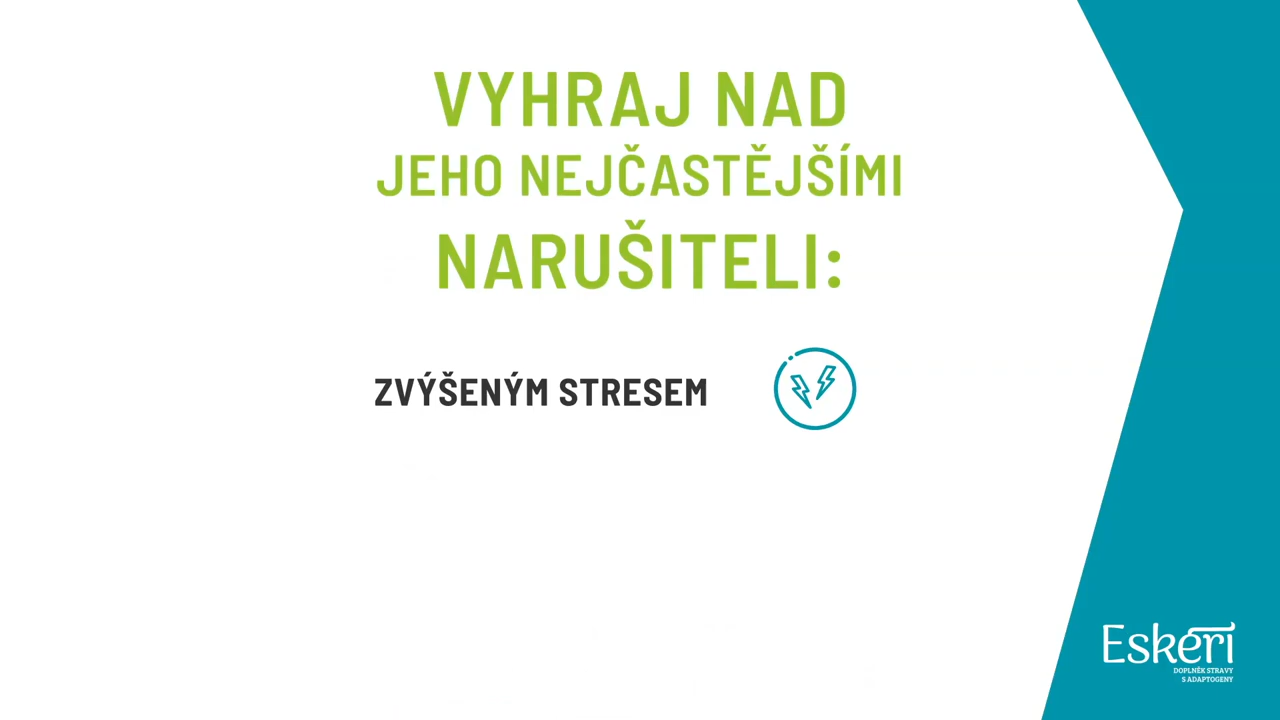 VYHRAJ NAD
JEHO NEJČASTĚJŠÍMI
NARUŠITELI:
ZVÝŠENÝM STRESEM
Eskeri
DOPLNĚK STRAVY
S ADAPTOGENY